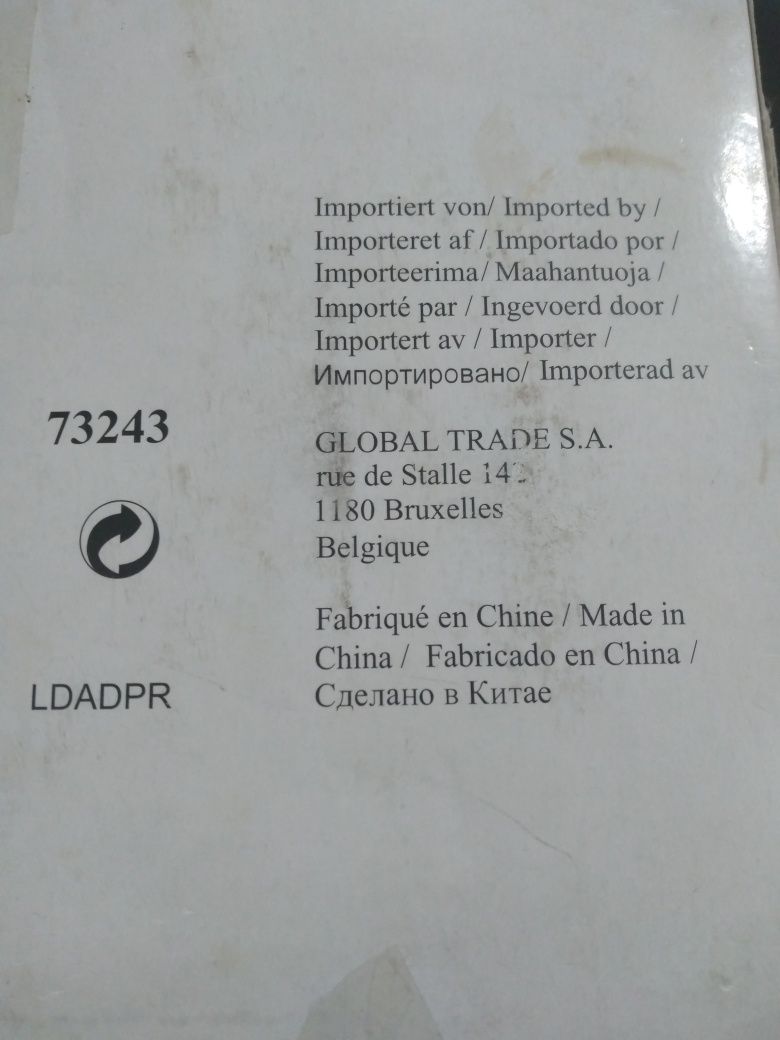 Importiert von/ Imported by /
Importeret af / Importado por /
Importeerima/ Maahantuoja /
Importé par / Ingevoerd door /
Importert av / Importer /
Импортировано/ Importerad av
73243
GLOBAL TRADE S.A.
rue de Stalle
1180 Bruxelles
Belgique
Fabriqué en Chine / Made in
China / Fabricado en China /
Сделано в Китае
LDADPR